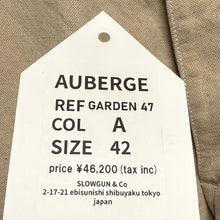 AUBERGE
REF GARDEN 47
COL A
SIZE 42
price ¥46,200 (tax inc)
SLOWGUN & Co
2-17-21 ebisunishi shibuyaku tokyo
japan